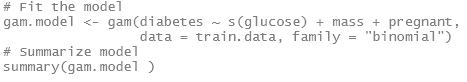 # Fit the model
gam.model <- gam(diabetes ~ s(glucose) + mass + pregnant,
data = train.data, family = "binomial")
# Summarize model
summary(gam.model )